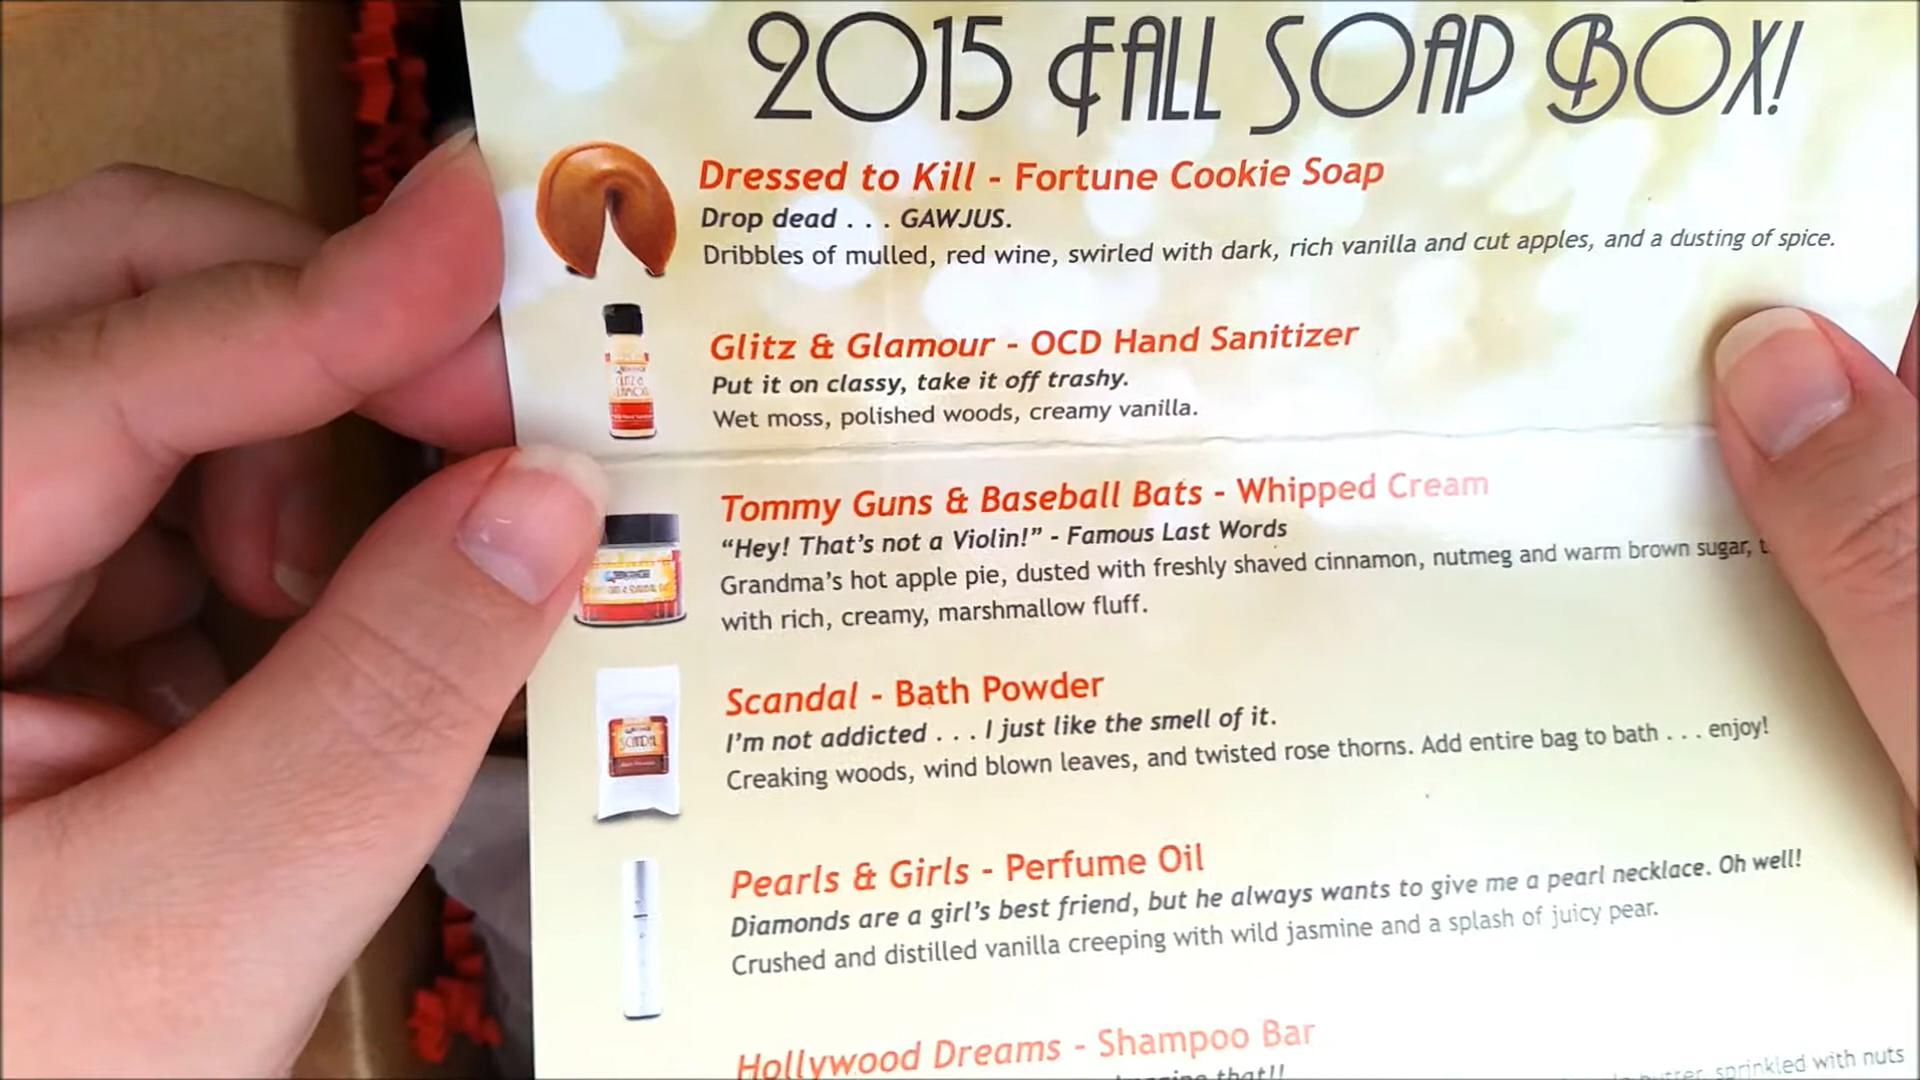 2015 FALL SOAP BOX!
Dressed to Kill - Fortune Cookie Soap
Drop dead . . . GAWJUS.
Dribbles of mulled, red wine, swirled with dark, rich vanilla and cut apples, and a dusting of spice.
Glitz & Glamour - OCD Hand Sanitizer
Put it on classy, take it off trashy.
Wet moss, polished woods, creamy vanilla.
Tommy Guns & Baseball Bats - Whipped Cream
“Hey! That’s not a Violin!” - Famous Last Words
Grandma’s hot apple pie, dusted with freshly shaved cinnamon, nutmeg and warm brown sugar,
with rich, creamy, marshmallow fluff.
SCANDAL
Scandal - Bath Powder
I’m not addicted . . . I just like the smell of it.
Creaking woods, wind blown leaves, and twisted rose thorns. Add entire bag to bath . . . enjoy!
Pearls & Girls - Perfume Oil
Diamonds are a girl’s best friend, but he always wants to give me a pearl necklace. Oh well!
Crushed and distilled vanilla creeping with wild jasmine and a splash of juicy pear.
Hollywood Dreams - Shampoo Bar
that!!
butter, sprinkled with nuts